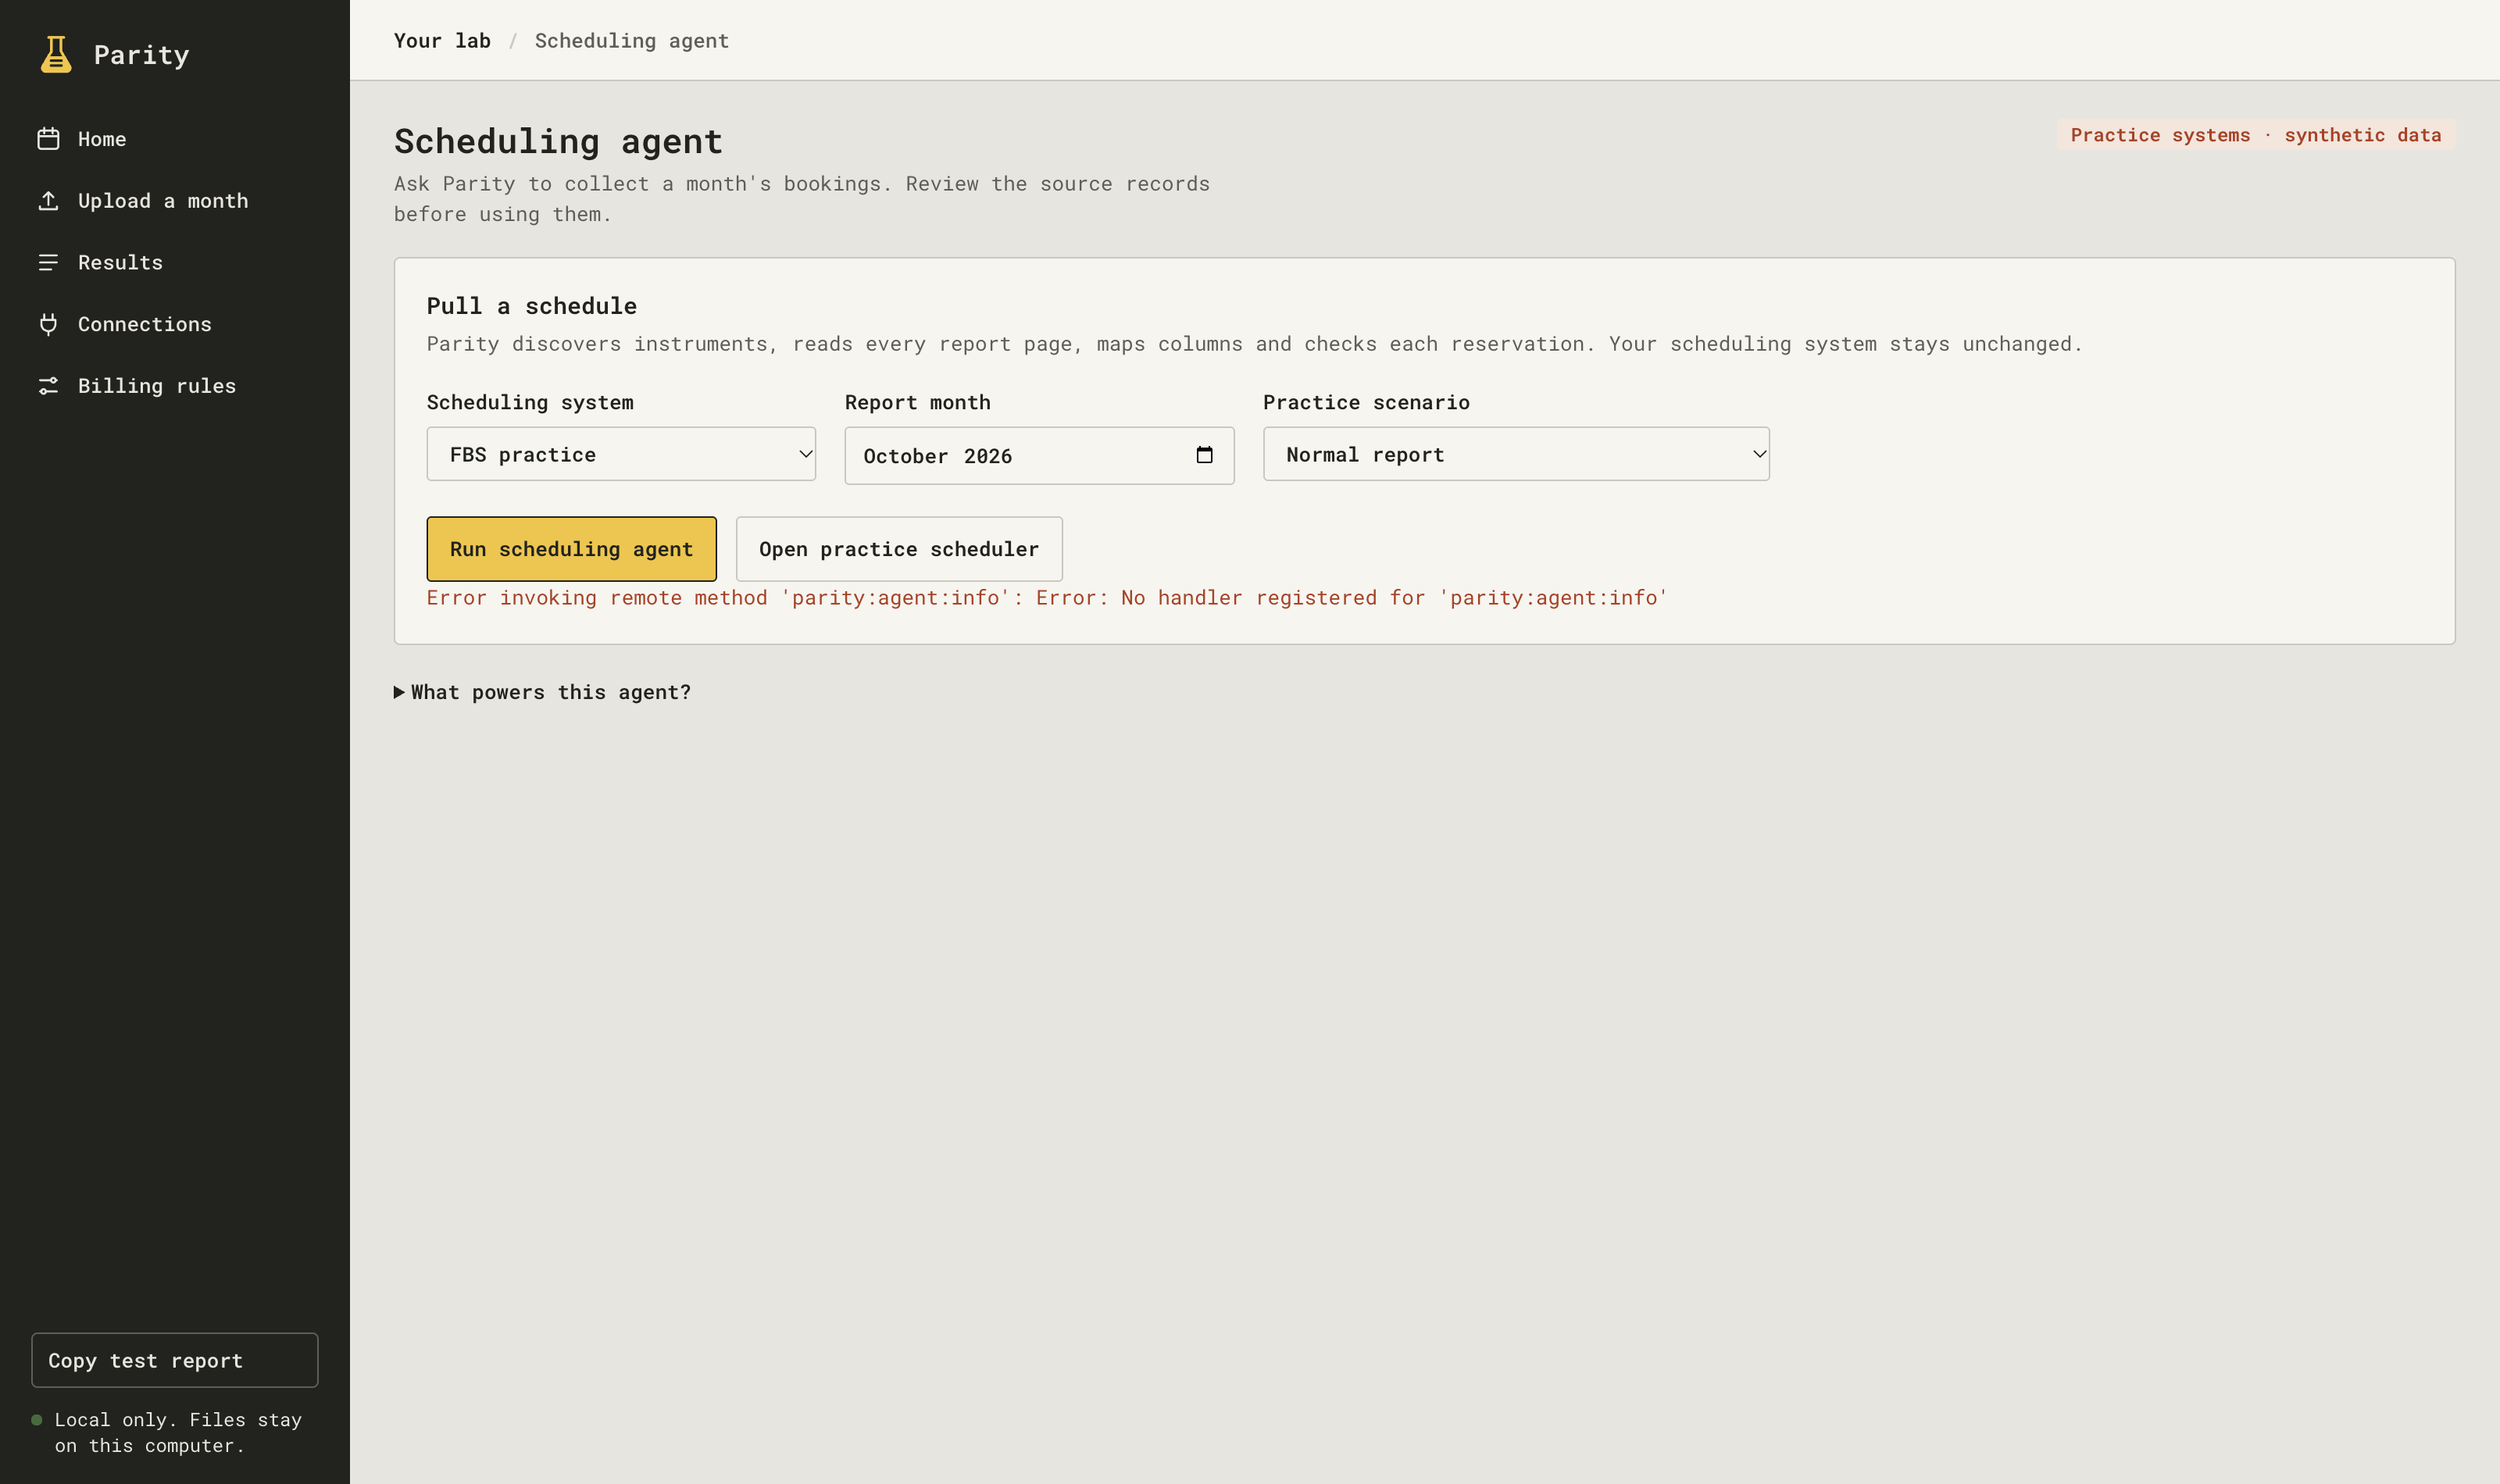 Parity
Home
Upload a month
Results
Connections
Billing rules
Copy test report
Local only. Files stay
on this computer.
Your lab / Scheduling agent
Scheduling agent
Practice systems · synthetic data
Ask Parity to collect a month's bookings. Review the source records
before using them.
Pull a schedule
Parity discovers instruments, reads every report page, maps columns and checks each reservation. Your scheduling system stays unchanged.
Scheduling system
Report month
Practice scenario
FBS practice
October 2026
Normal report
Run scheduling agent
Open practice scheduler
Error invoking remote method 'parity:agent:info': Error: No handler registered for 'parity:agent:info'
What powers this agent?